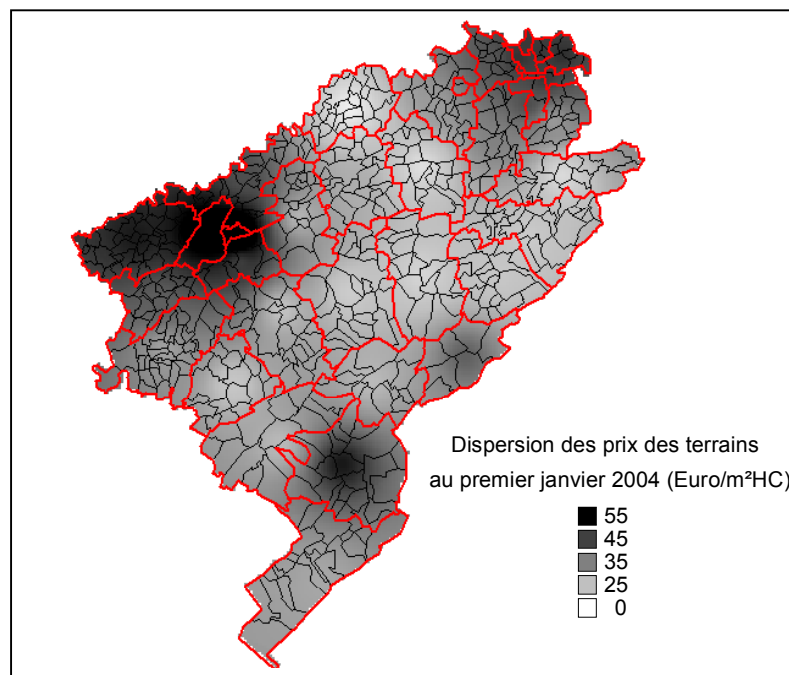 Dispersion des prix des terrains
au premier janvier 2004 (Euro/m²HC)
55
45
35
25
0